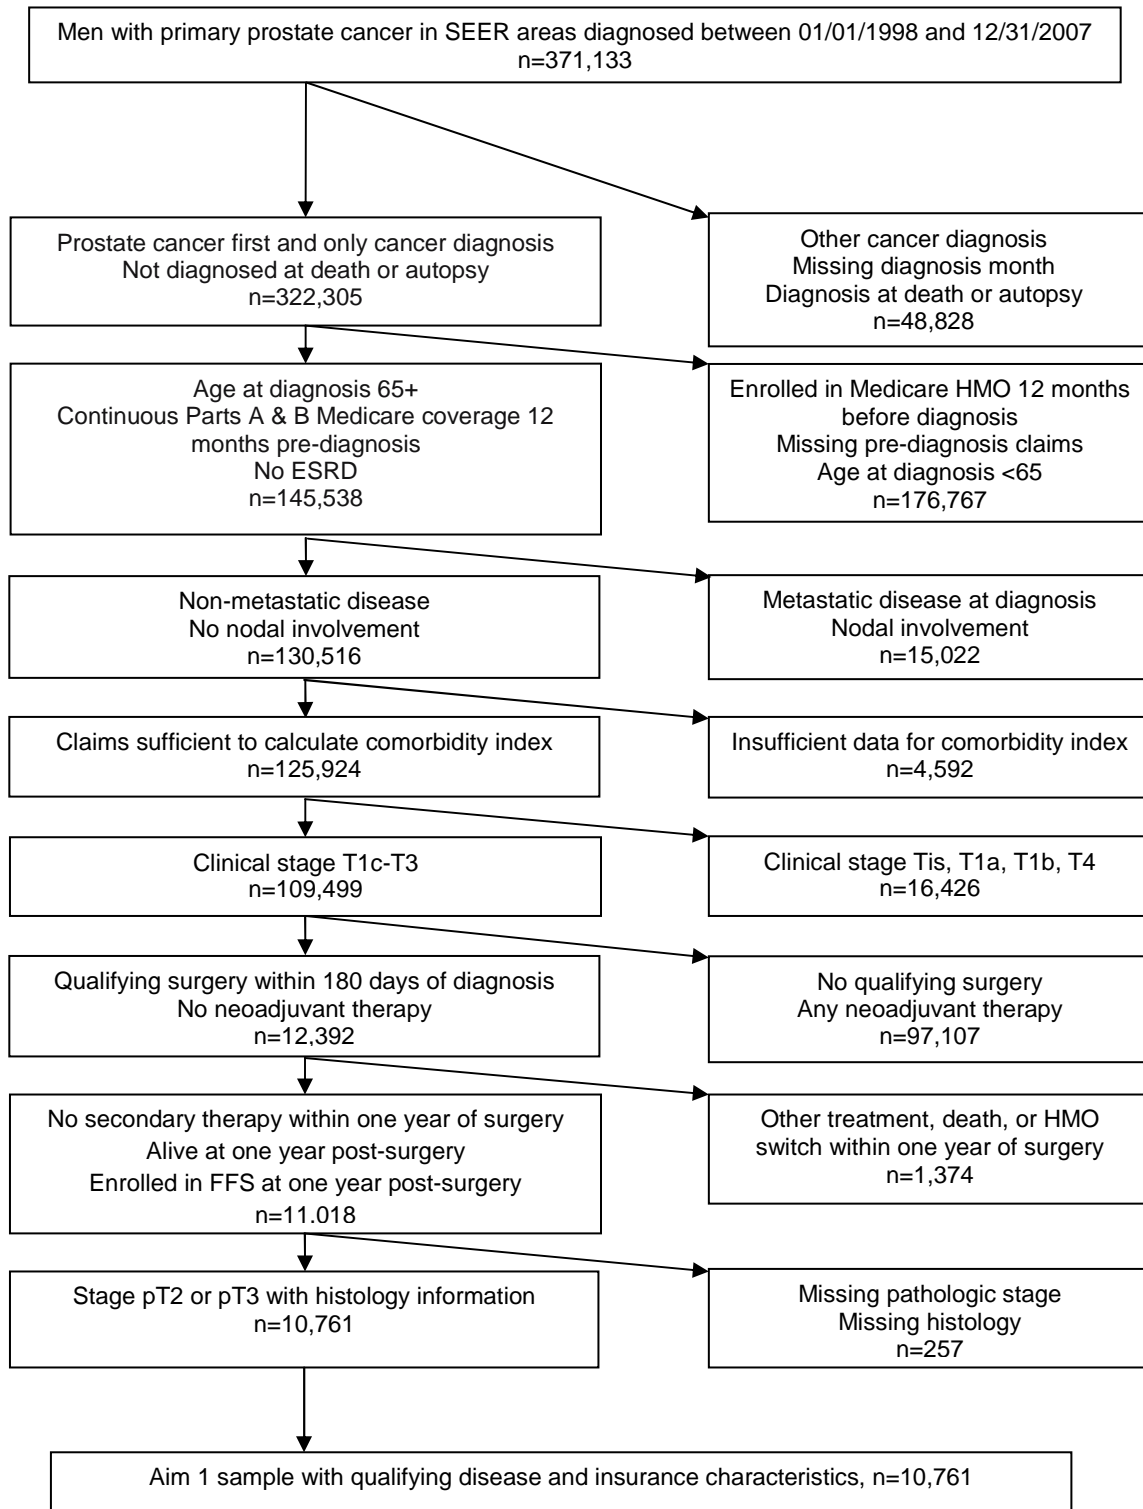 Men with primary prostate cancer in SEER areas diagnosed between 01/01/1998 and 12/31/2007
n=371,133
Prostate cancer first and only cancer diagnosis
Not diagnosed at death or autopsy
n=322,305
Other cancer diagnosis
Missing diagnosis month
Diagnosis at death or autopsy
n=48,828
Age at diagnosis 65+
Continuous Parts A & B Medicare coverage 12
months pre-diagnosis
No ESRD
n=145,538
Enrolled in Medicare HMO 12 months
before diagnosis
Missing pre-diagnosis claims
Age at diagnosis <65
n=176,767
Non-metastatic disease
No nodal involvement
n=130,516
Metastatic disease at diagnosis
Nodal involvement
n=15,022
Claims sufficient to calculate comorbidity index
n=125,924
Insufficient data for comorbidity index
n=4,592
Clinical stage T1c-T3
n=109,499
Clinical stage Tis, T1a, T1b, T4
n=16,426
Qualifying surgery within 180 days of diagnosis
No neoadjuvant therapy
n=12,392
No qualifying surgery
Any neoadjuvant therapy
n=97,107
No secondary therapy within one year of surgery
Alive at one year post-surgery
Enrolled in FFS at one year post-surgery
n=11,018
Other treatment, death, or HMO
switch within one year of surgery
n=1,374
Stage pT2 or pT3 with histology information
n=10,761
Missing pathologic stage
Missing histology
n=257
Aim 1 sample with qualifying disease and insurance characteristics, n=10,761